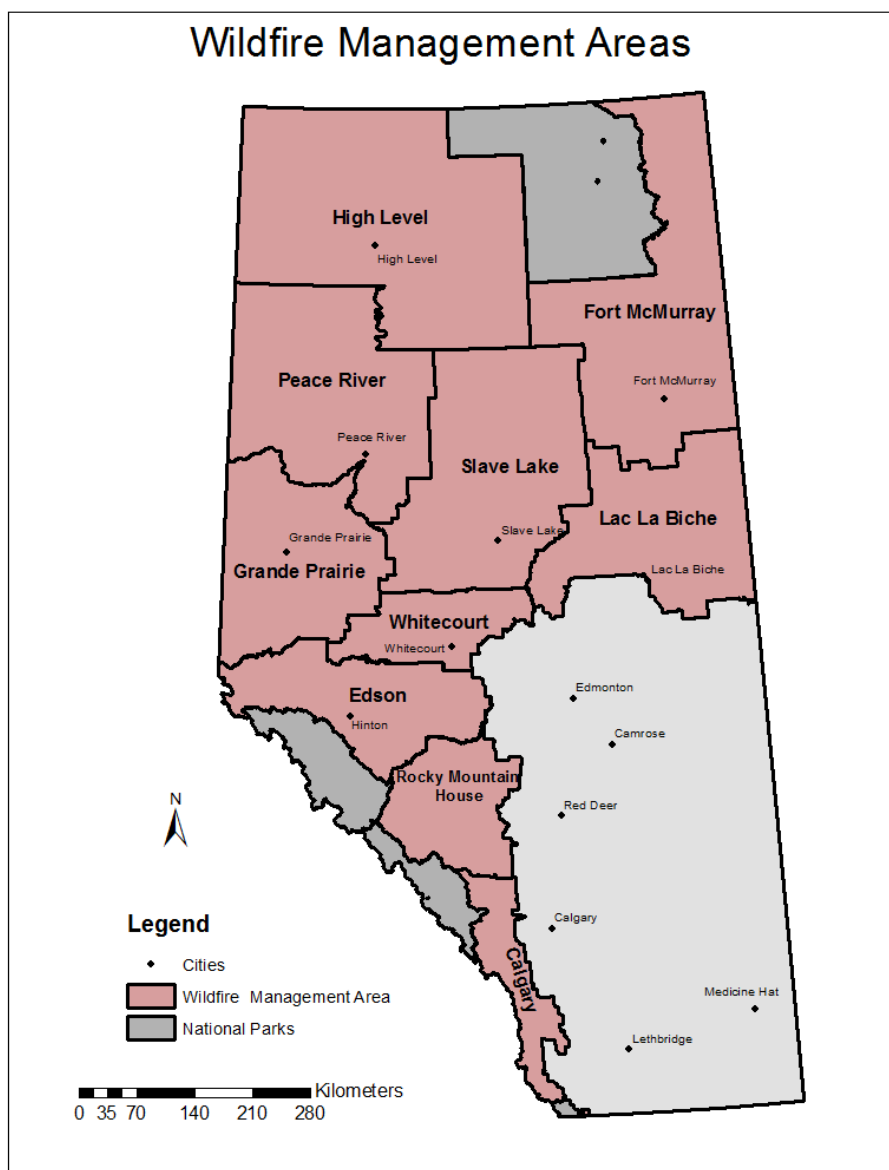 Wildfire Management Areas
High Level
High Level
Fort McMurray
Peace River
Fort McMurray
Peace River
Slave Lake
Lac La Biche
Slave Lake
Grande Prairie
Grande Prairie
Lac La Biche
Whitecourt
Whitecourt
Edson
Edmonton
Hinton
Camrose
Rocky Mountain
House
N
Red Deer
Legend
Calgary
Calgary
Cities
Wildfire Management Area
Medicine Hat
National Parks
Lethbridge
Kilometers
0 35 70 140 210 280